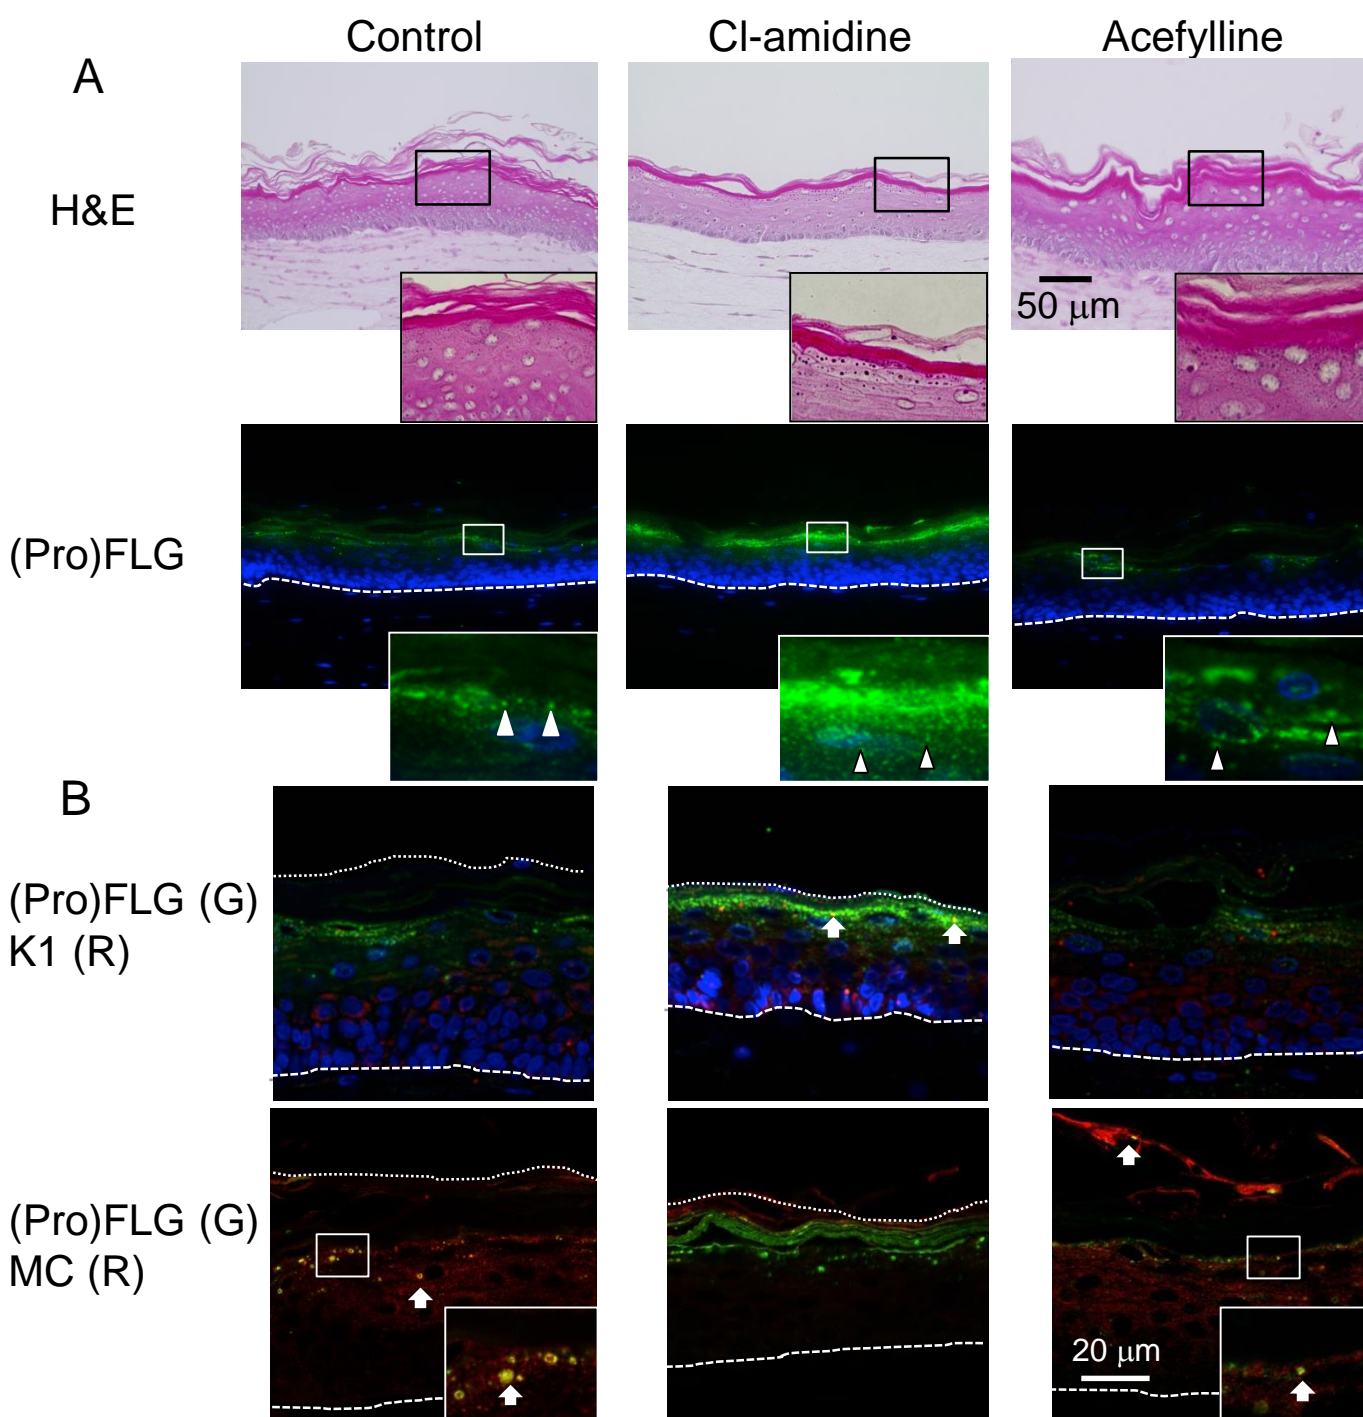 Control
Cl-amidine
Acefylline
A
H&E
50 μm
(Pro)FLG
B
(Pro)FLG (G)
K1 (R)
(Pro)FLG (G)
MC (R)
20 μm